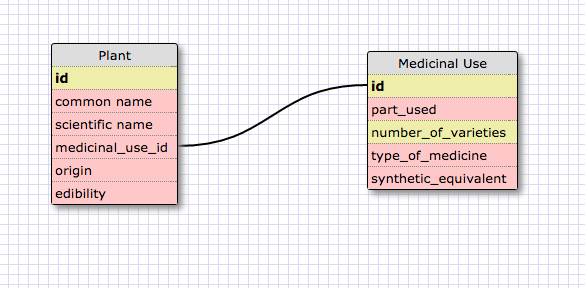 Plant
id
common name
scientific name
medicinal_use_id
origin
edibility
Medicinal Use
id
part_used
number_of_varieties
type_of_medicine
synthetic_equivalent